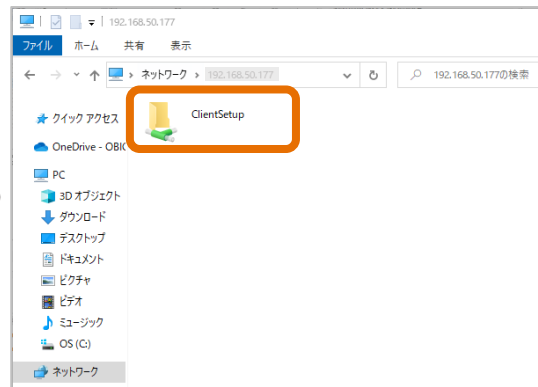 192.168.50.177
ファイル ホーム 共有 表示
ネットワーク 192.168.50.177 192.168.50.177の検索
ClientSetup
クイック アクセス
OneDrive - OBIC
PC
3D オブジェクト
ダウンロード
デスクトップ
ドキュメント
ピクチャ
ビデオ
ミュージック
OS (C:)
ネットワーク